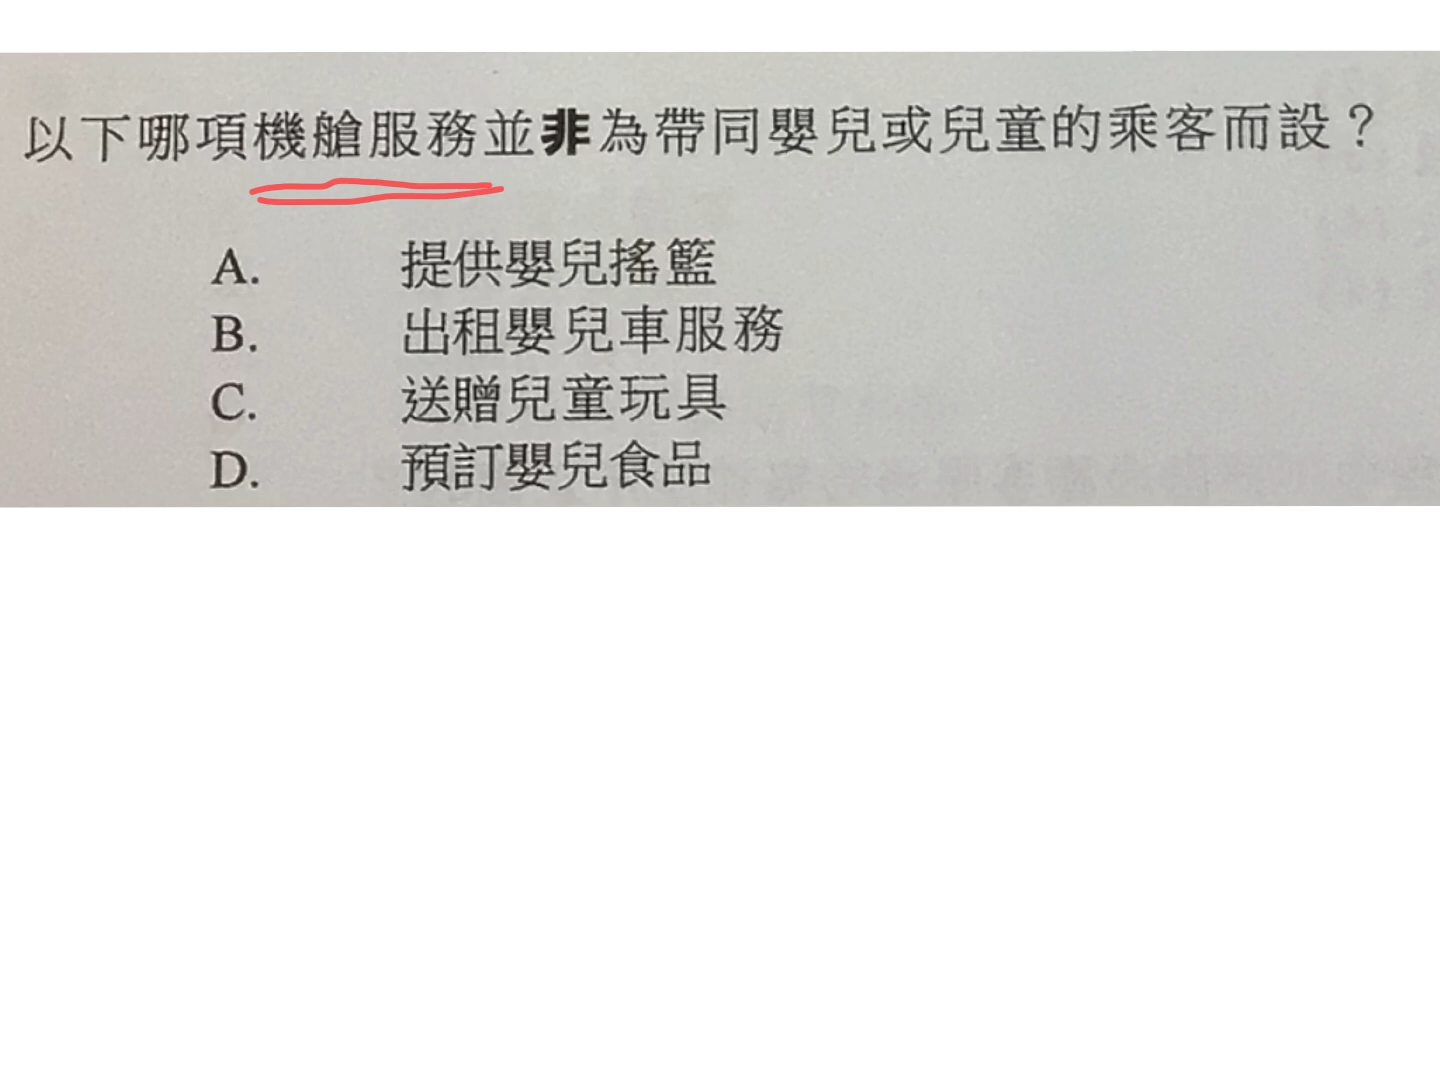 以下哪項機艙服務並非為帶同嬰兒或兒童的乘客而設？
A. 提供嬰兒搖籃
B. 出租嬰兒車服務
C. 送贈兒童玩具
D. 預訂嬰兒食品